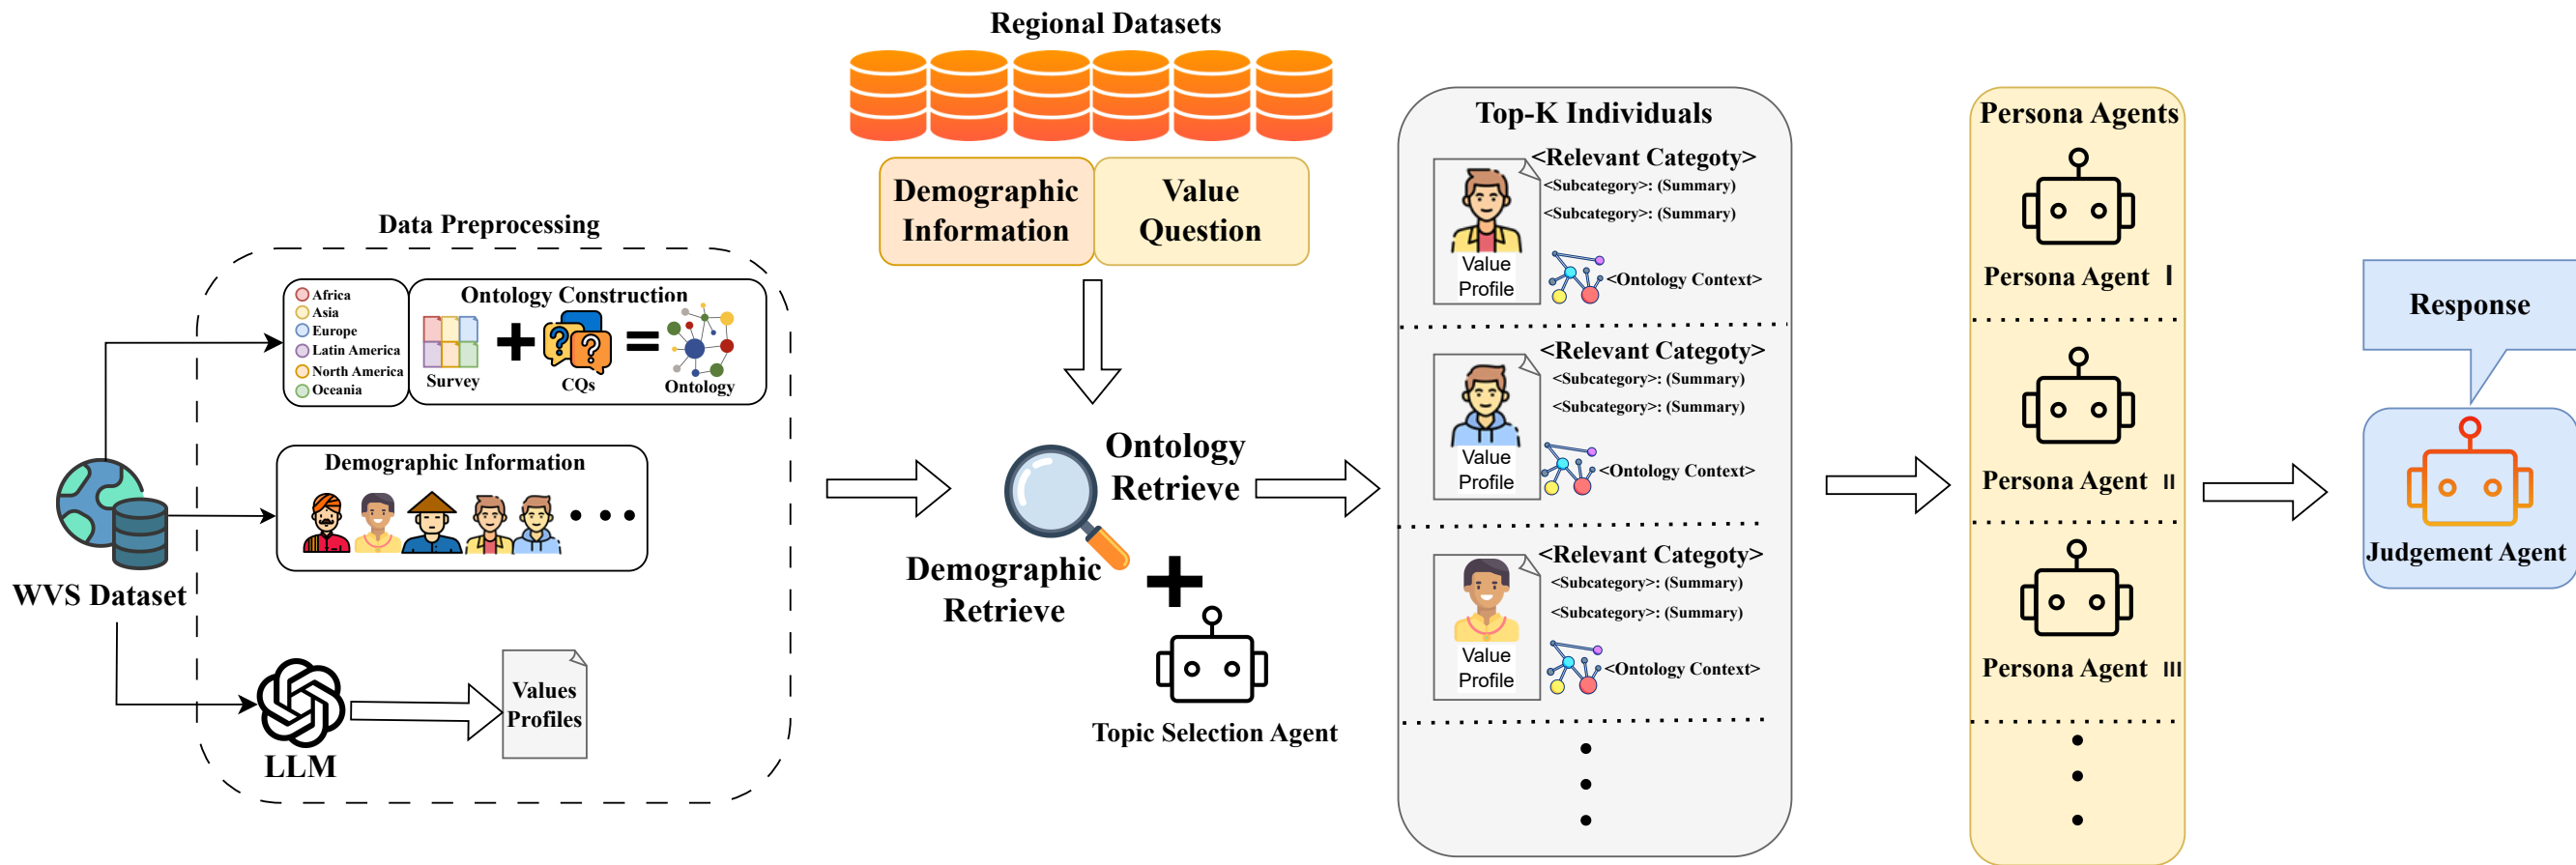 Regional Datasets
Demographic
Information
Value
Question
Data Preprocessing
Africa
Asia
Europe
Latin America
North America
Oceania
Ontology Construction
Survey
CQs
Ontology
Demographic Information
WVS Dataset
LLM
Values
Profiles
Ontology
Retrieve
Demographic
Retrieve
Topic Selection Agent
Top-K Individuals
<Relevant Categoty>
<Subcategory>: (Summary)
<Subcategory>: (Summary)
Value
Profile
<Ontology Context>
<Relevant Category>
<Subcategory>: (Summary)
<Subcategory>: (Summary)
Value
Profile
<Ontology Context>
<Relevant Categoty>
<Subcategory>: (Summary)
<Subcategory>: (Summary)
Value
Profile
<Ontology Context>
Persona Agents
Persona Agent I
Persona Agent II
Persona Agent III
Response
Judgement Agent